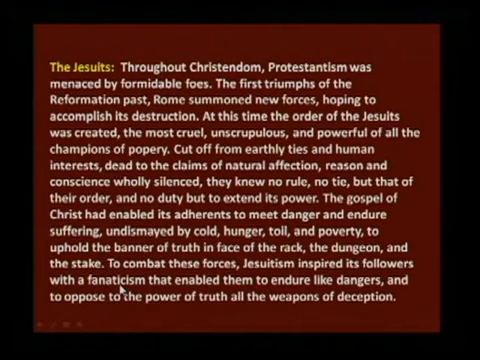 The Jesuits: Throughout Christendom, Protestantism was
menaced by formidable foes. The first triumphs of the
Reformation past, Rome summoned new forces, hoping to
accomplish its destruction. At this time the order of the Jesuits
was created, the most cruel, unscrupulous, and powerful of all the
champions of popery. Cut off from earthly ties and human
interests, dead to the claims of natural affection, reason and
conscience wholly silenced, they knew no rule, no tie, but that of
their order, and no duty but to extend its power. The gospel of
Christ had enabled its adherents to meet danger and endure
suffering, undismayed by cold, hunger, toil, and poverty, to
uphold the banner of truth in face of the rack, the dungeon, and
the stake. To combat these forces, Jesuitism inspired its followers
with a fanaticism that enabled them to endure like dangers, and
to oppose to the power of truth all the weapons of deception.